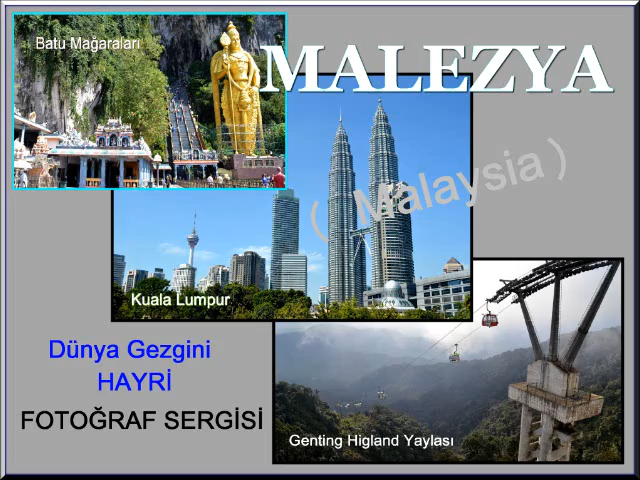 Batu Mağaraları
MALEZYA
( Malaysia )
Kuala Lumpur
Dünya Gezgini
HAYRİ
FOTOĞRAF SERGİSİ
Genting Higland Yaylası